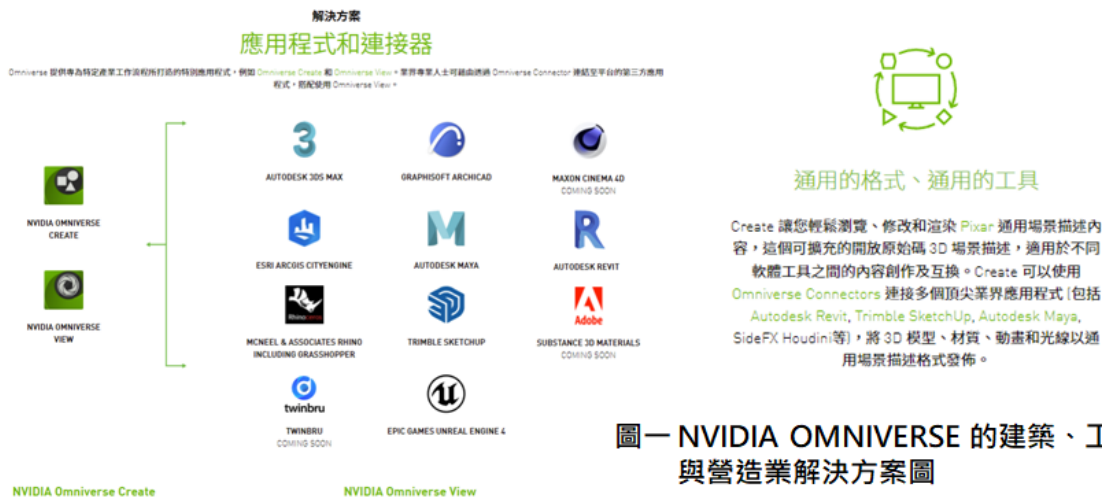 解決方案
應用程式和連接器
Omniverse 提供專為特定產業工作流程所打造的特別應用程式，例如 Omniverse Create 和 Omniverse View。業界專業人士可藉由透過 Omniverse Connector 連結至平台的第三方應用
程式，搭配使用 Omniverse View。
NVIDIA OMNIVERSE
CREATE
NVIDIA OMNIVERSE
VIEW
3
AUTODESK 3DS MAX
GRAPHISOFT ARCHICAD
MAXON CINEMA 4D
COMING SOON
ESRI ARCGIS CITYENGINE
M
AUTODESK MAYA
R
AUTODESK REVIT
Rhinoceros
MCNEEL & ASSOCIATES RHINO
INCLUDING GRASSHOPPER
TRIMBLE SKETCHUP
Adobe
SUBSTANCE 3D MATERIALS
COMING SOON
twinbru
TWINBRU
COMING SOON
EPIC GAMES UNREAL ENGINE 4
NVIDIA Omniverse Create
NVIDIA Omniverse View
通用的格式、通用的工具
Create 讓您輕鬆瀏覽、修改和渲染 Pixar 通用場景描述內
容，這個可擴充的開放原始碼 3D 場景描述，適用於不同
軟體工具之間的內容創作及互換。Create 可以使用
Omniverse Connectors 連接多個頂尖業界應用程式 (包括
Autodesk Revit, Trimble SketchUp, Autodesk Maya,
SideFX Houdini等)，將 3D 模型、材質、動畫和光線以通
用場景描述格式發佈。
圖一 NVIDIA OMNIVERSE 的建築、工
與營造業解決方案圖